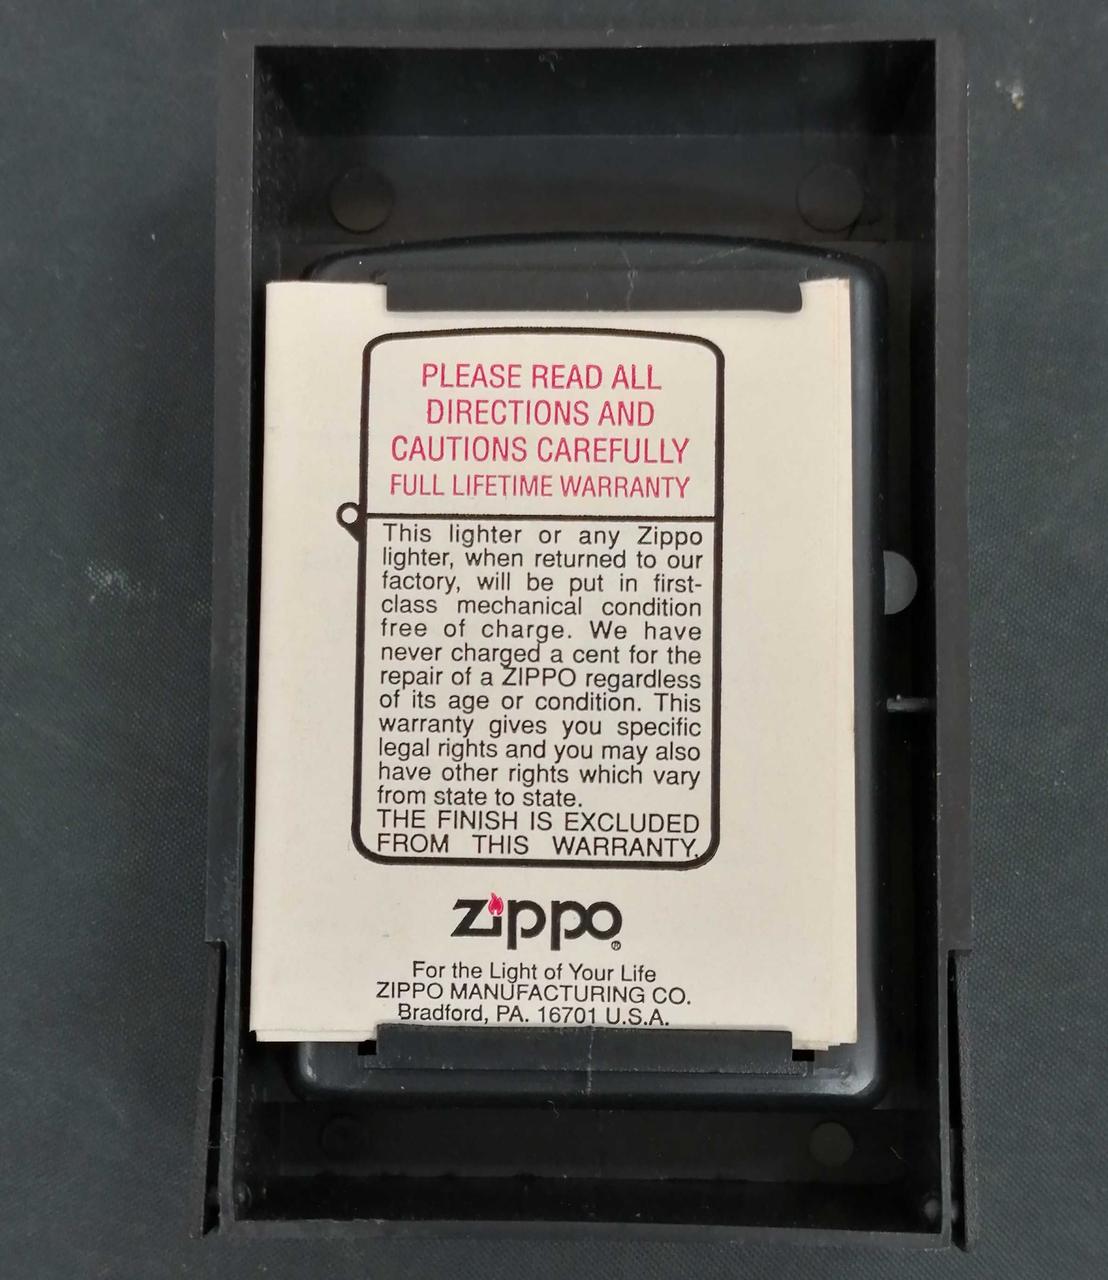 PLEASE READ ALL
DIRECTIONS AND
CAUTIONS CAREFULLY
FULL LIFETIME WARRANTY
This lighter or any Zippo
lighter, when returned to our
factory, will be put in first-
class mechanical condition
free of charge. We have
never charged a cent for the
repair of a ZIPPO regardless
of its age or condition. This
warranty gives you specific
legal rights and you may also
have other rights which vary
from state to state.
THE FINISH IS EXCLUDED
FROM THIS WARRANTY.
Zippo®
For the Light of Your Life
ZIPPO MANUFACTURING CO.
Bradford, PA. 16701 U.S.A.